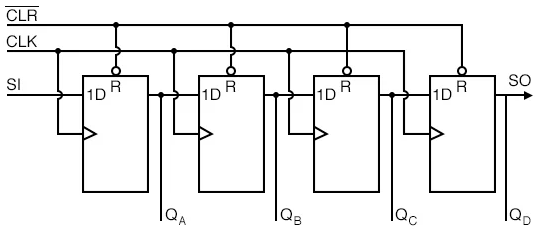 CLR
CLK
SI
SO
R R R R
1D 1D 1D 1D
QA QB QC QD